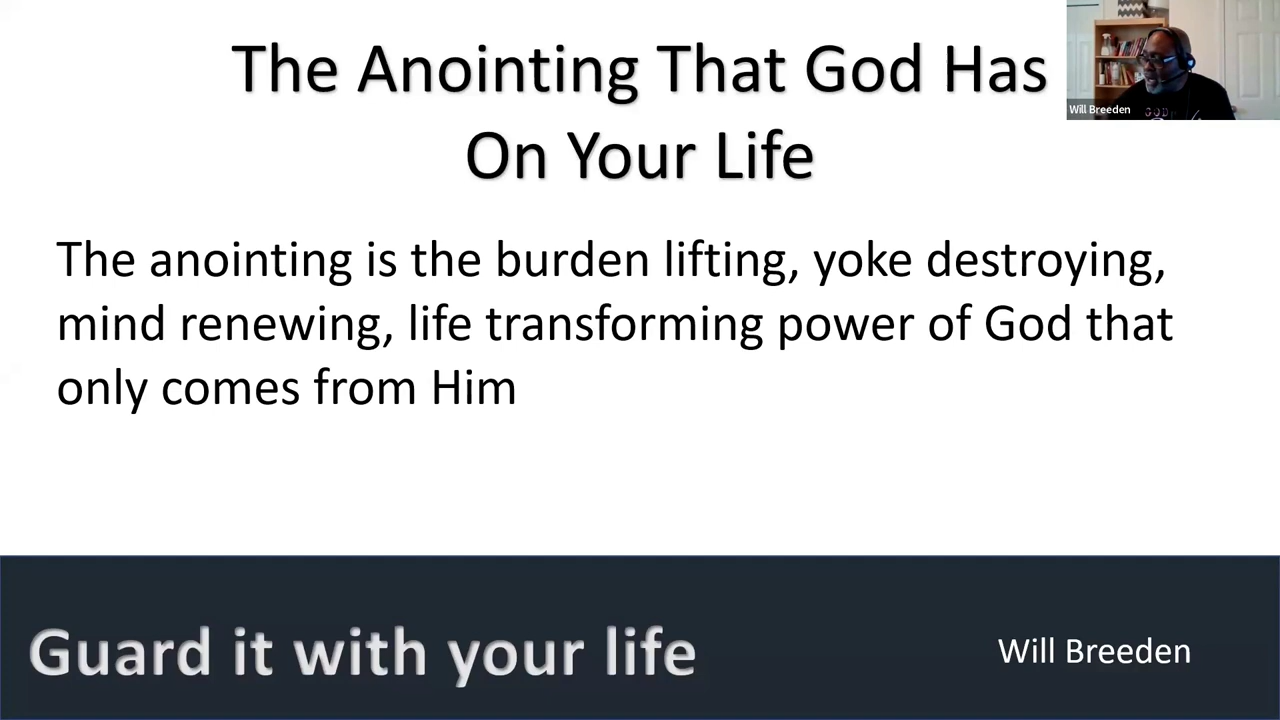 The Anointing That God Has
On Your Life
Will Breeden
GOD
The anointing is the burden lifting, yoke destroying,
mind renewing, life transforming power of God that
only comes from Him
Guard it with your life
Will Breeden